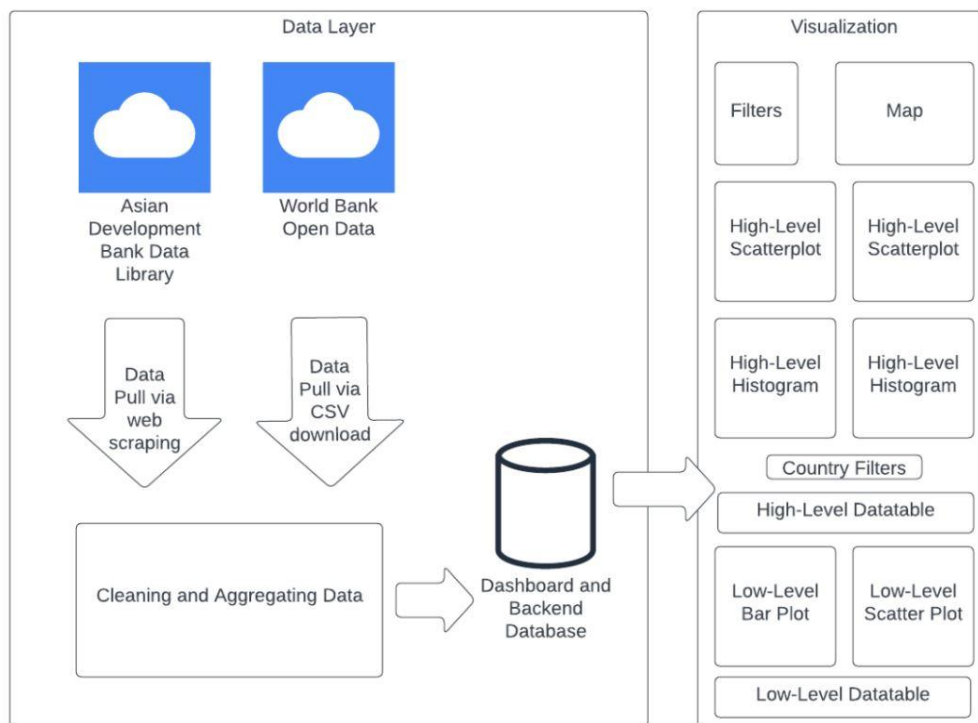 Data Layer
Asian
Development
Bank Data
Library
World Bank
Open Data
Data
Pull via
web
scraping
Data
Pull via
CSV
download
Cleaning and Aggregating Data
Dashboard and
Backend
Database
Visualization
Filters
Map
High-Level
Scatterplot
High-Level
Scatterplot
High-Level
Histogram
High-Level
Histogram
Country Filters
High-Level Datatable
Low-Level
Bar Plot
Low-Level
Scatter Plot
Low-Level Datatable